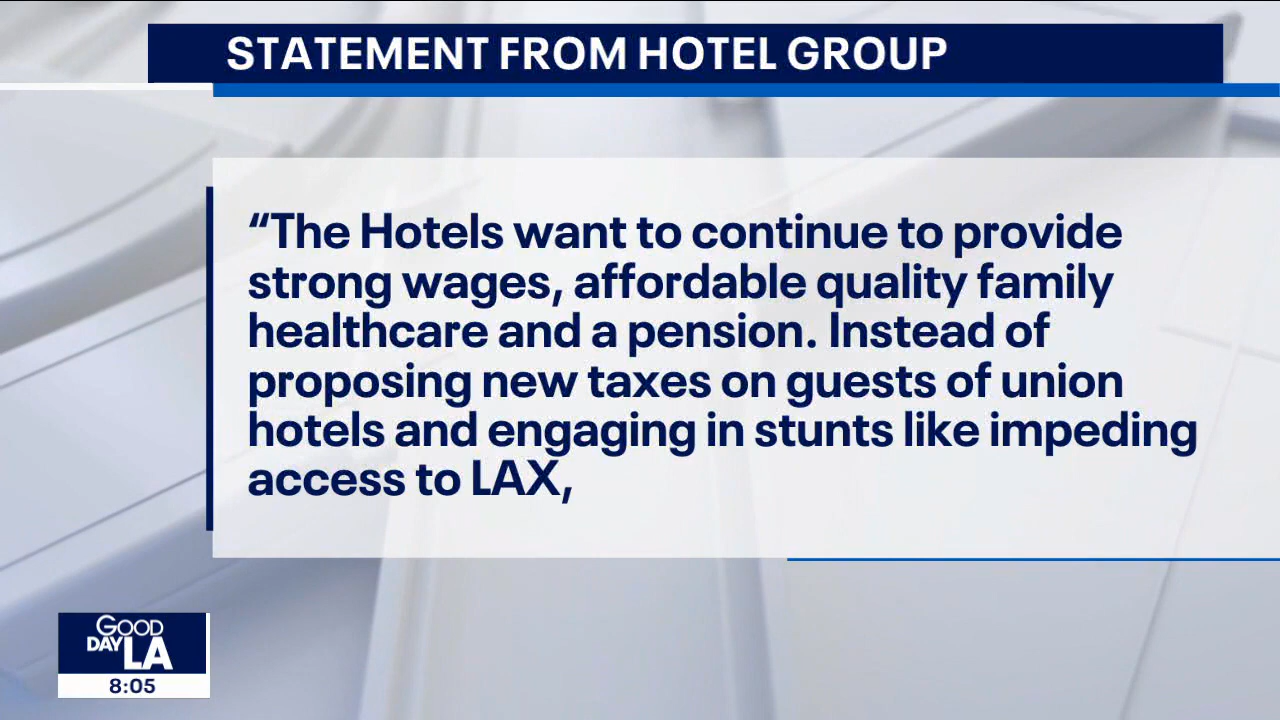 STATEMENT FROM HOTEL GROUP
“The Hotels want to continue to provide
strong wages, affordable quality family
healthcare and a pension. Instead of
proposing new taxes on guests of union
hotels and engaging in stunts like impeding
access to LAX,
GOOD
DAY LA
8:05